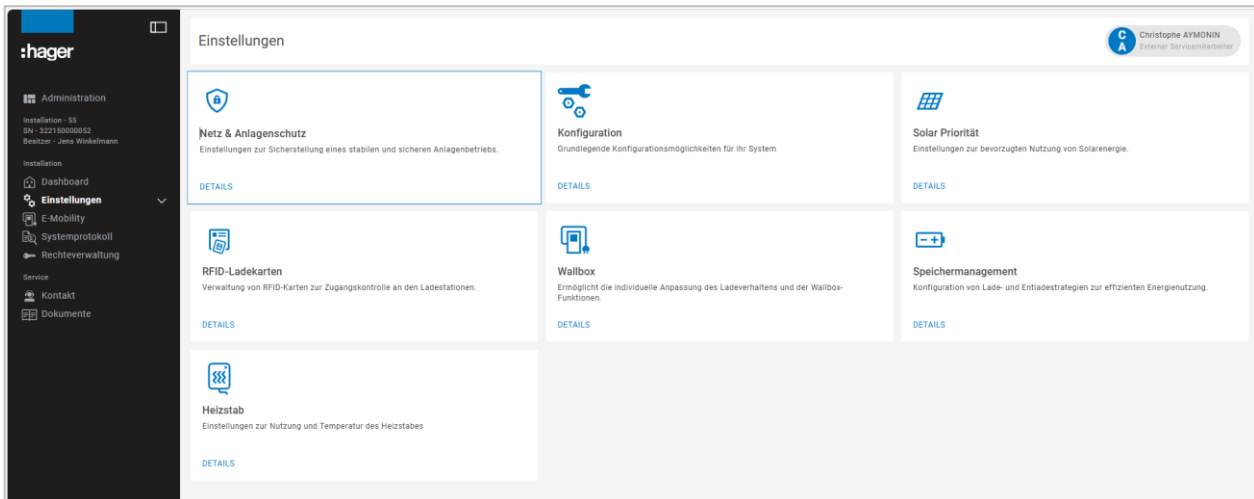 :hager
Administration
Installation - S5
SN - 322150000052
Besitzer - Jens Winkelmann
Installation
Dashboard
Einstellungen
E-Mobility
Systemprotokoll
Rechteverwaltung
Service
Kontakt
Dokumente
Einstellungen
C
A
Christophe AYMONIN
Externer Servicemitarbeiter
Netz & Anlagenschutz
Einstellungen zur Sicherstellung eines stabilen und sicheren Anlagenbetriebs.
DETAILS
Konfiguration
Grundlegende Konfigurationsmöglichkeiten für ihr System
DETAILS
Solar Priorität
Einstellungen zur bevorzugten Nutzung von Solarenergie.
DETAILS
RFID-Ladekarten
Verwaltung von RFID-Karten zur Zugangskontrolle an den Ladestationen.
DETAILS
Wallbox
Ermöglicht die individuelle Anpassung des Ladeverhaltens und der Wallbox-
Funktionen.
DETAILS
Speichermanagement
Konfiguration von Lade- und Entladestrategien zur effizienten Energienutzung.
DETAILS
Heizstab
Einstellungen zur Nutzung und Temperatur des Heizstabes
DETAILS